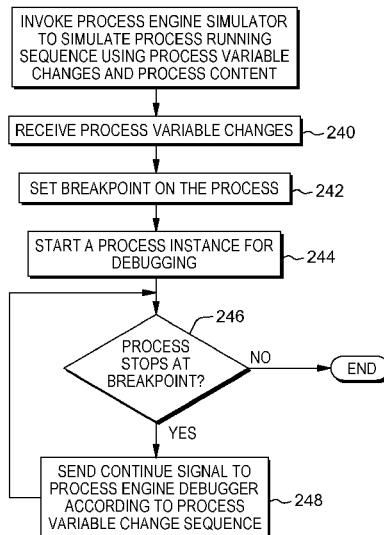 INVOKE PROCESS ENGINE SIMULATOR
TO SIMULATE PROCESS RUNNING
SEQUENCE USING PROCESS VARIABLE
CHANGES AND PROCESS CONTENT
RECEIVE PROCESS VARIABLE CHANGES
240
SET BREAKPOINT ON THE PROCESS
242
START A PROCESS INSTANCE FOR
DEBUGGING
244
246
PROCESS
STOPS AT
BREAKPOINT?
NO
END
YES
SEND CONTINUE SIGNAL TO
PROCESS ENGINE DEBUGGER
ACCORDING TO PROCESS
VARIABLE CHANGE SEQUENCE
248